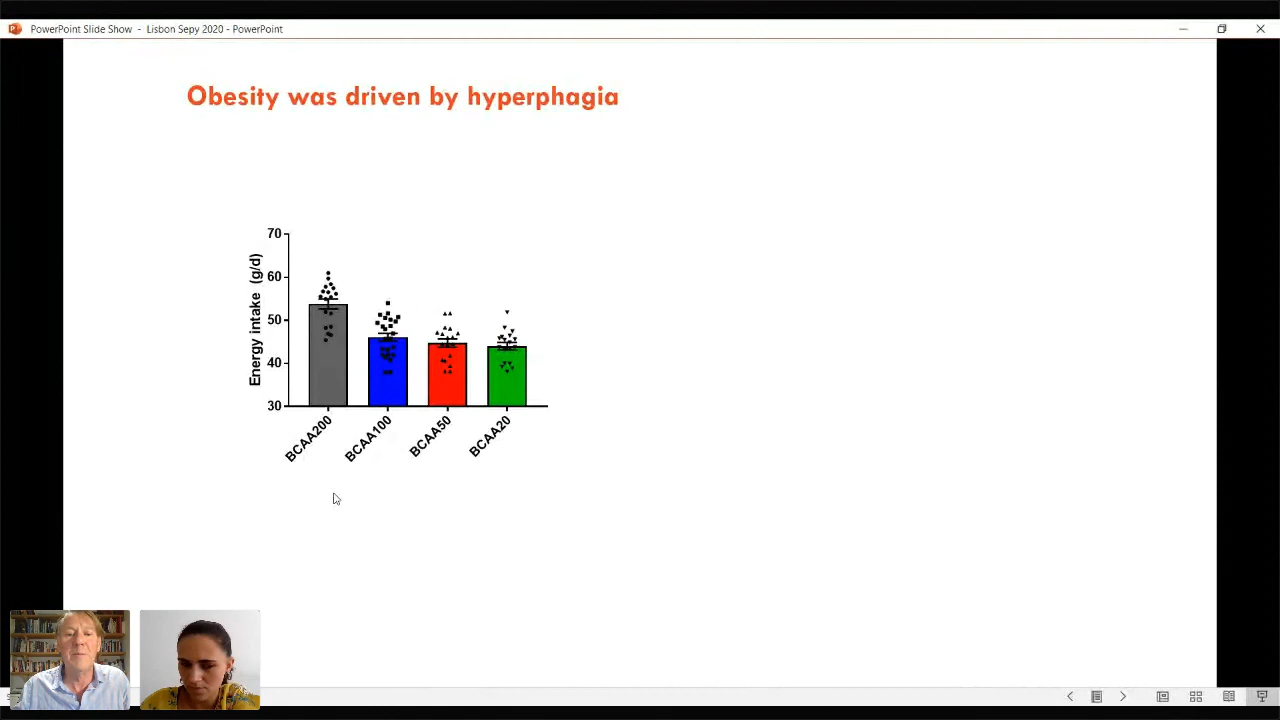 PowerPoint Slide Show - Lisbon Sepy 2020 - PowerPoint
Obesity was driven by hyperphagia
70
60
50
40
30
Energy intake (g/d)
BCAA200
BCAA100
BCAA50
BCAA20